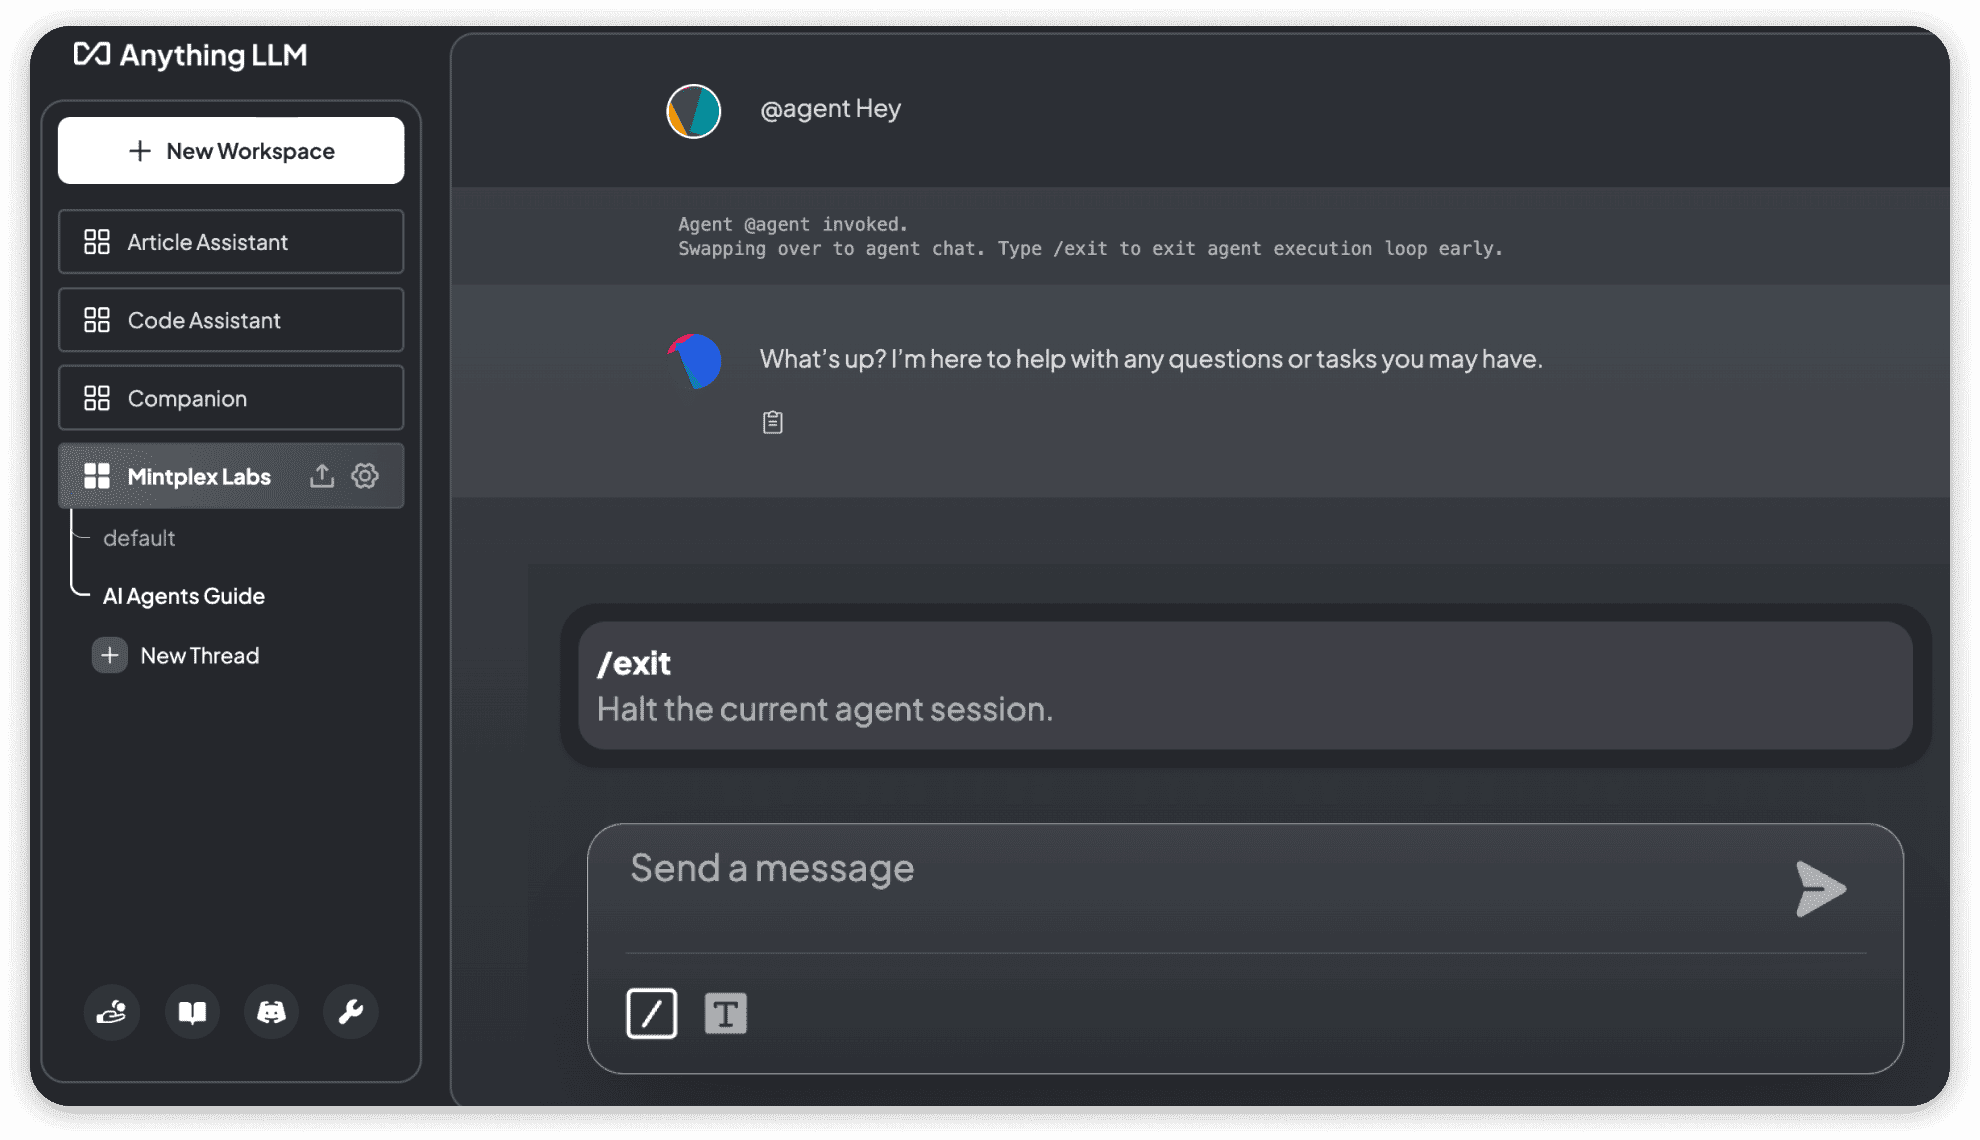 Anything LLM
New Workspace
Article Assistant
Code Assistant
Companion
Mintplex Labs
default
AI Agents Guide
New Thread
@agent Hey
Agent @agent invoked.
Swapping over to agent chat. Type /exit to exit agent execution loop early.
What's up? I'm here to help with any questions or tasks you may have.
/exit
Halt the current agent session.
Send a message